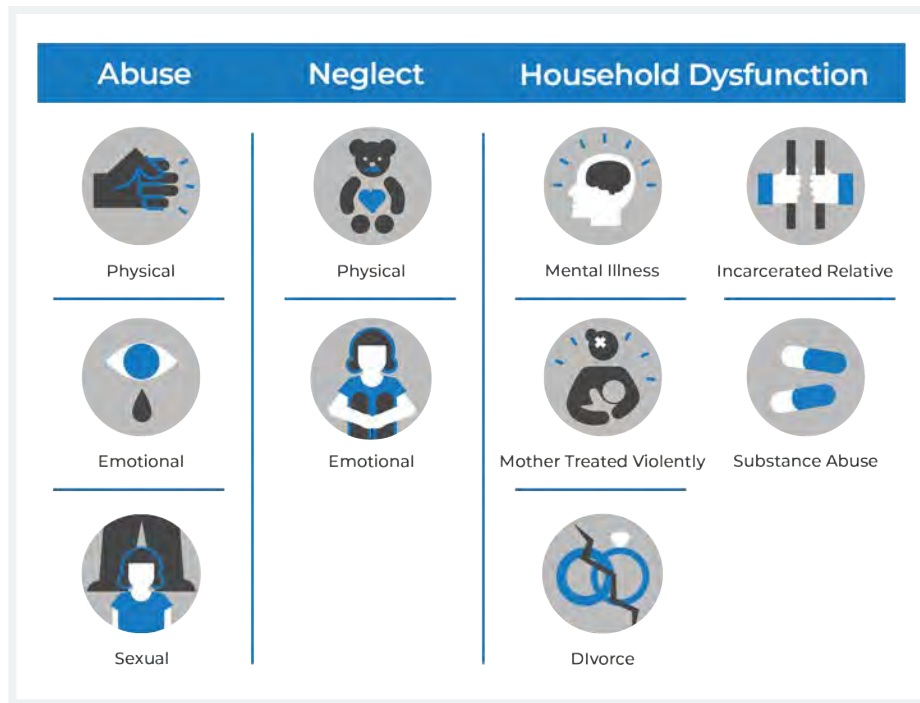 Abuse
Neglect
Household Dysfunction
Physical
Physical
Mental Illness
Incarcerated Relative
Emotional
Emotional
Mother Treated Violently
Substance Abuse
Sexual
DIvorce